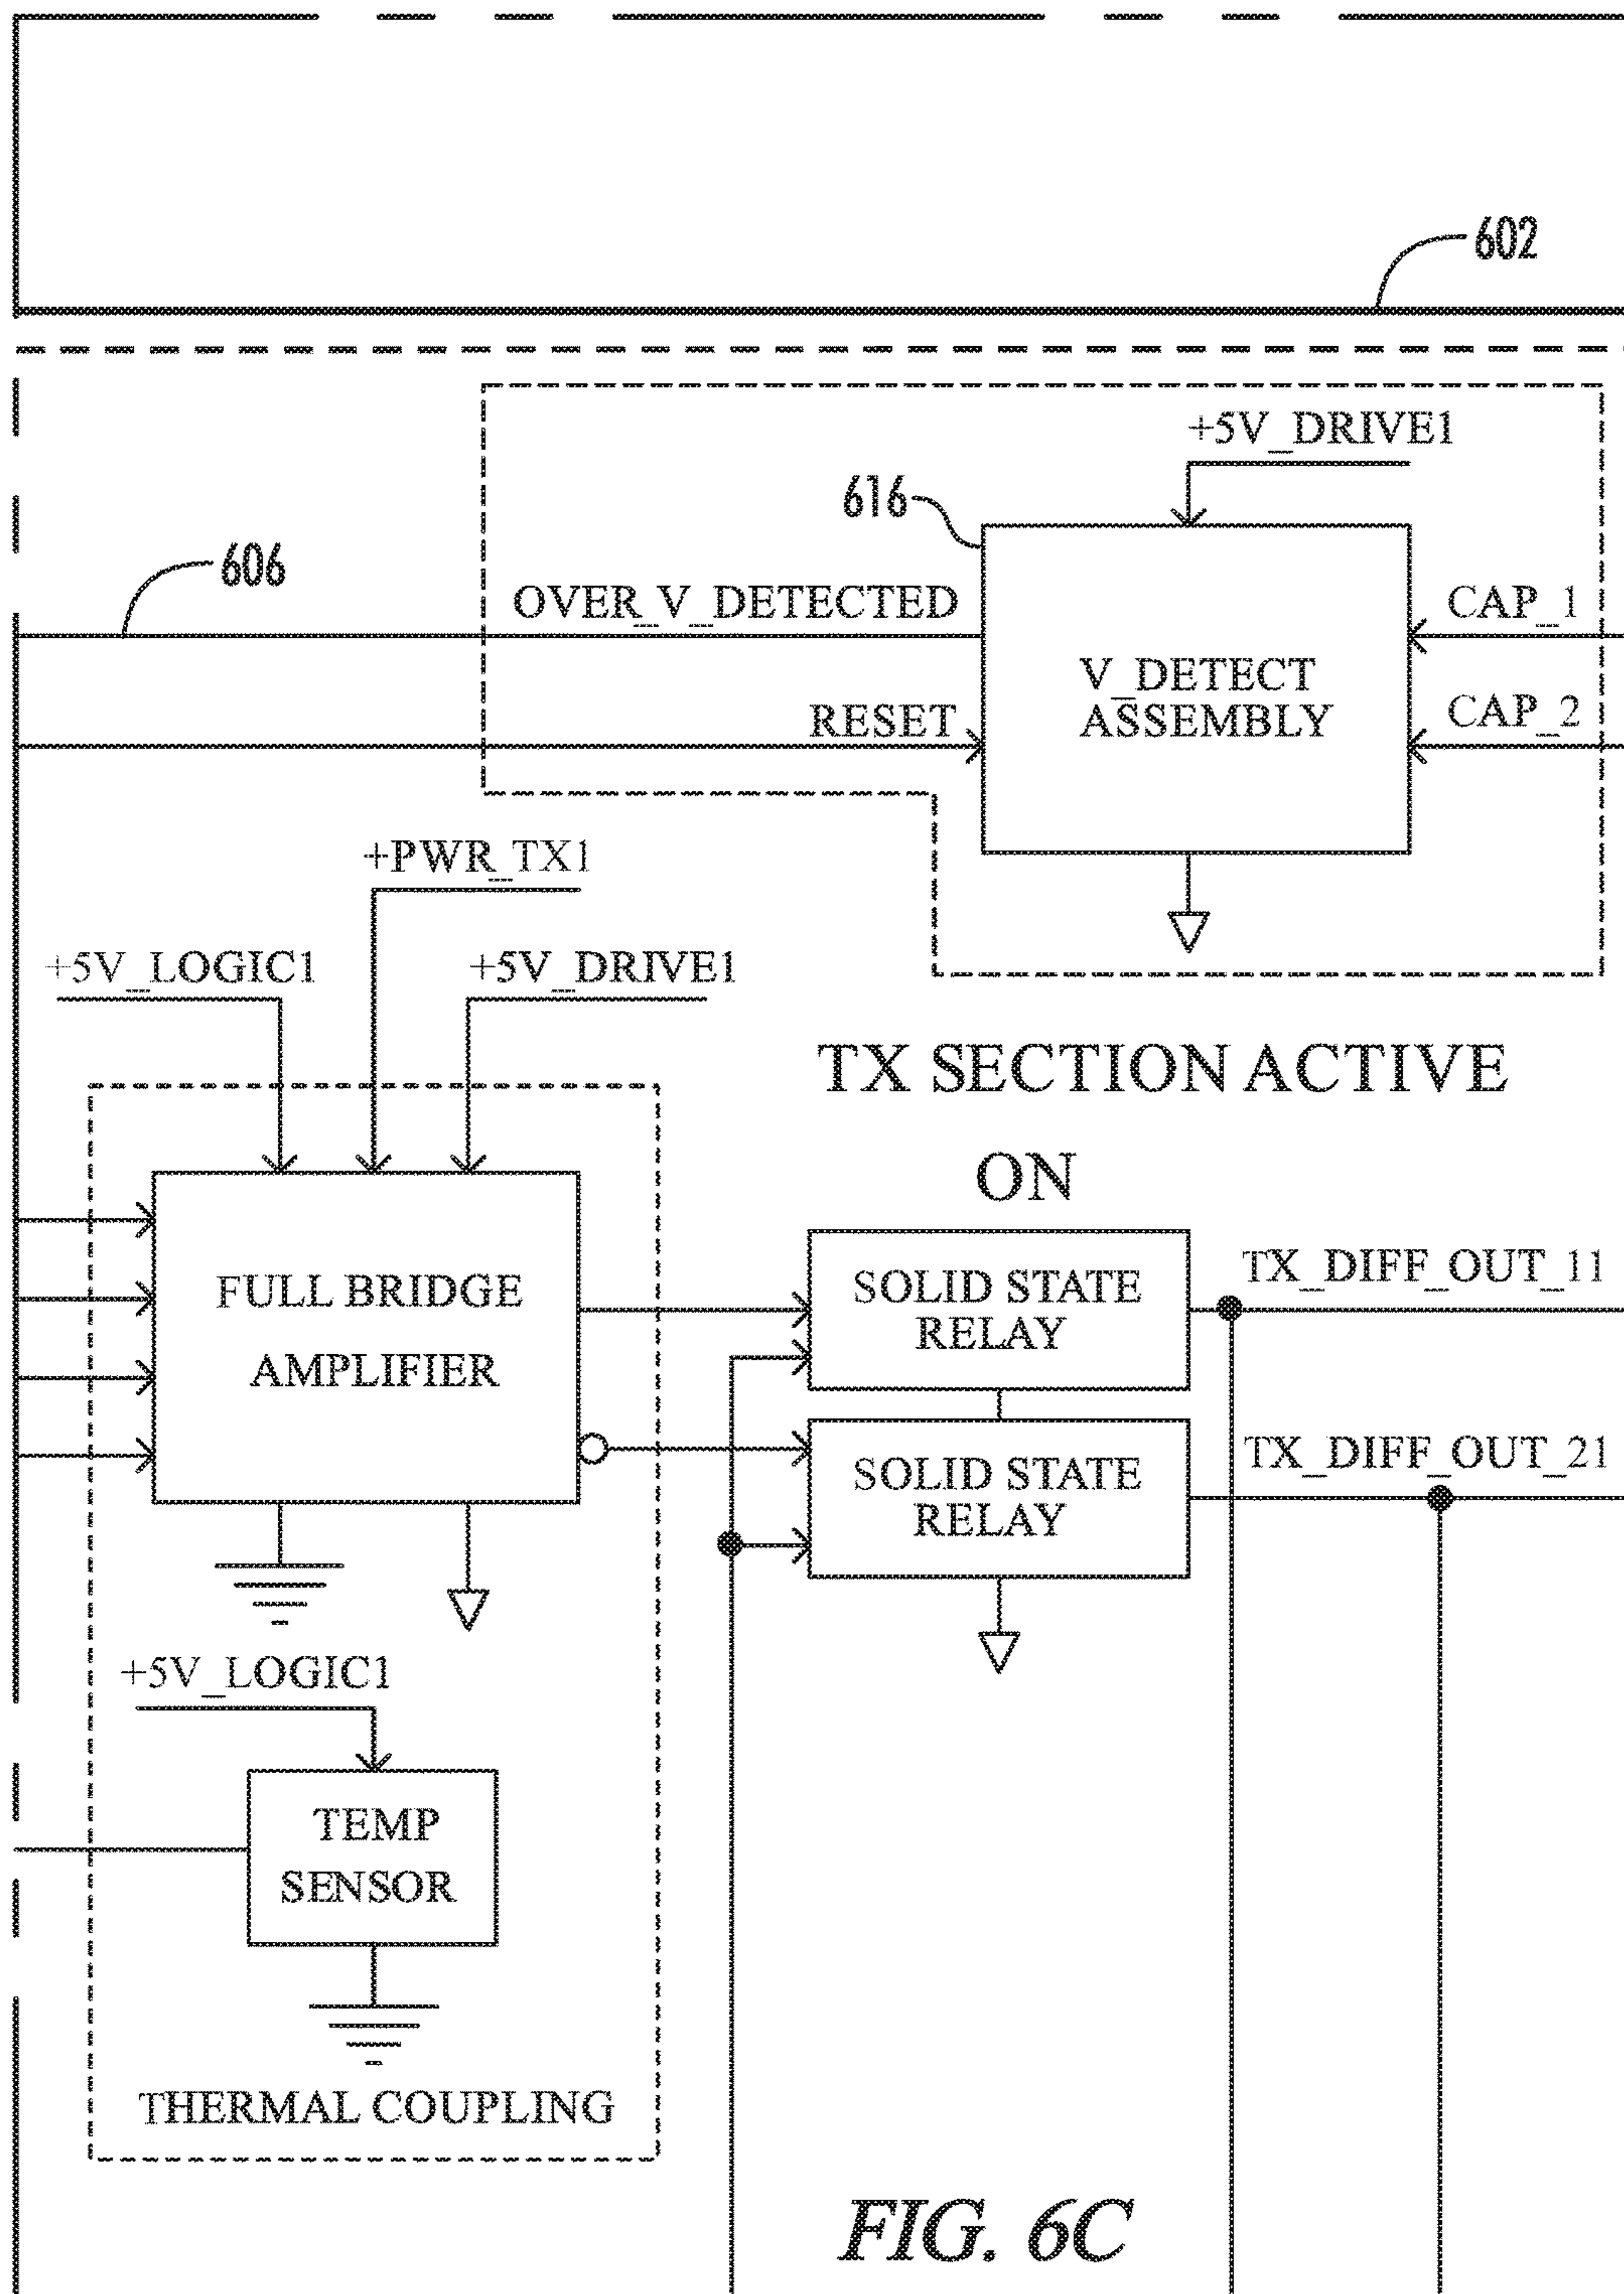 602
+5V_DRIVE1
616
606
OVER_V_DETECTED
CAP_1
V_DETECT
ASSEMBLY
RESET
CAP_2
+PWR_TX1
+5V_LOGIC1
+5V_DRIVE1
TX SECTION ACTIVE
ON
FULL BRIDGE
AMPLIFIER
SOLID STATE
RELAY
TX_DIFF_OUT_11
SOLID STATE
RELAY
TX_DIFF_OUT_21
+5V_LOGIC1
TEMP
SENSOR
THERMAL COUPLING
FIG. 6C